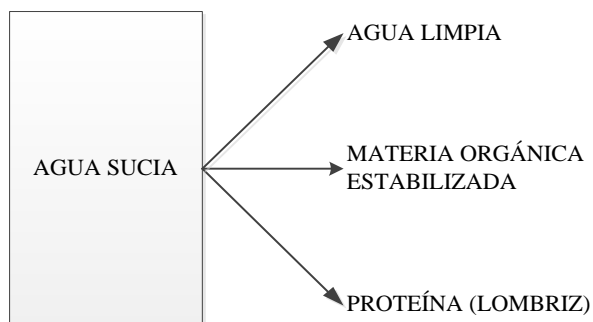 AGUA LIMPIA
AGUA SUCIA
MATERIA ORGÁNICA
ESTABILIZADA
PROTEÍNA (LOMBRIZ)